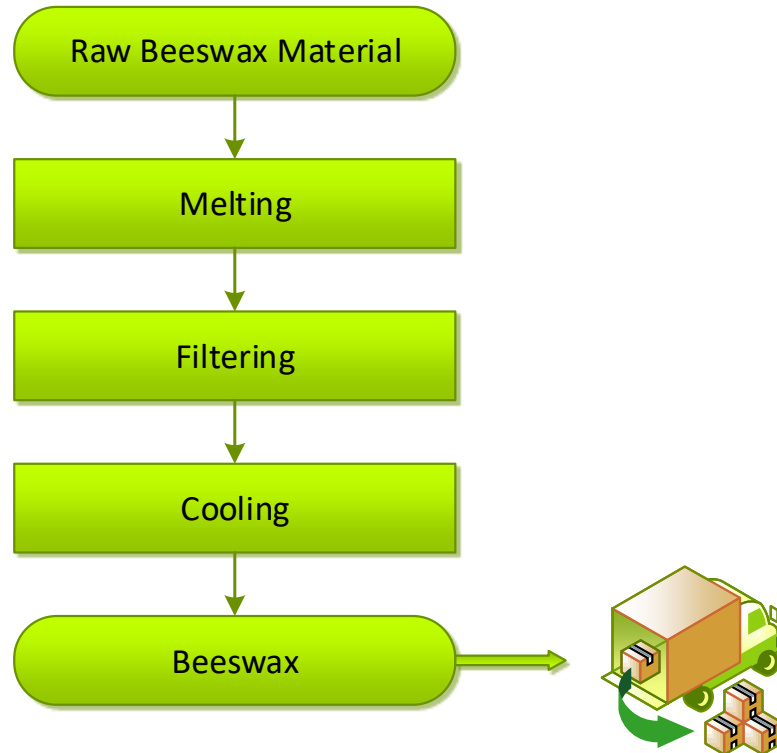 Raw Beeswax Material
Melting
Filtering
Cooling
Beeswax